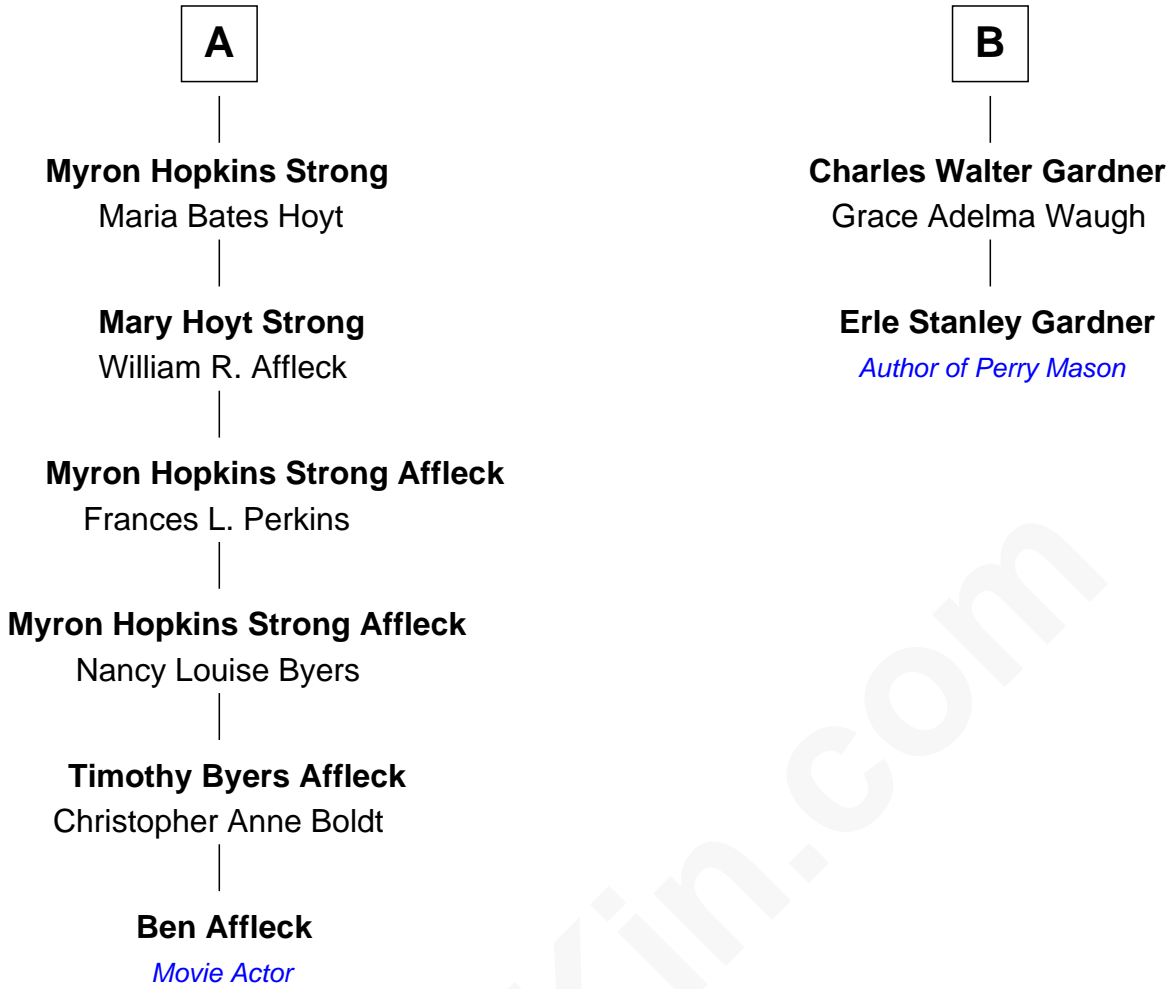 A
Myron Hopkins Strong
Maria Bates Hoyt
Mary Hoyt Strong
William R. Affleck
Myron Hopkins Strong Affleck
Frances L. Perkins
Myron Hopkins Strong Affleck
Nancy Louise Byers
Timothy Byers Affleck
Christopher Anne Boldt
Ben Affleck
Movie Actor
B
Charles Walter Gardner
Grace Adelma Waugh
Erle Stanley Gardner
Author of Perry Mason
in.com